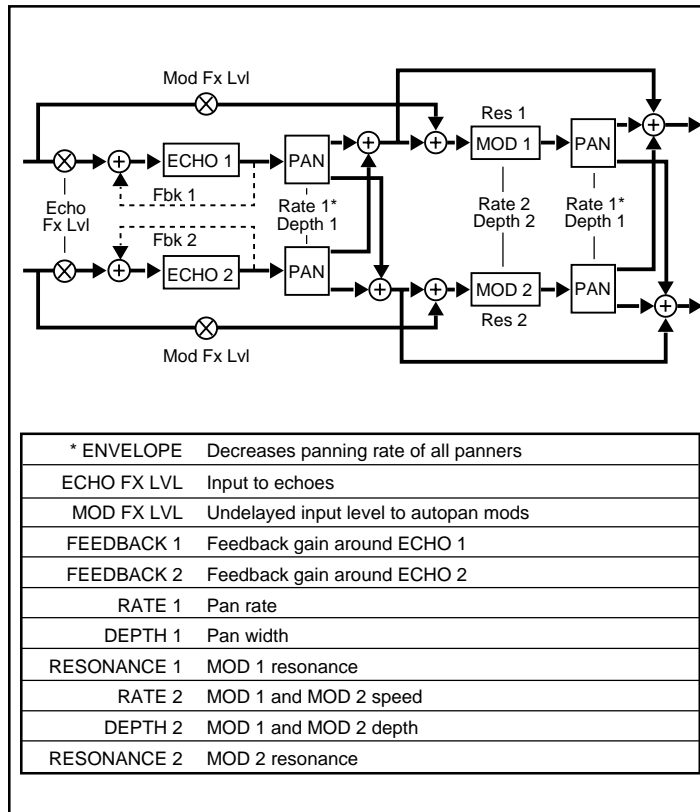 Mod Fx Lvl
Res 1
ECHO 1
PAN
MOD 1
PAN
Fbk 1
Echo
Fx Lvl
Rate 1*
Depth 1
Rate 2
Depth 2
Rate 1*
Depth 1
Fbk 2
ECHO 2
PAN
MOD 2
PAN
Res 2
Mod Fx Lvl
* ENVELOPE Decreases panning rate of all panners
ECHO FX LVL Input to echoes
MOD FX LVL Undelayed input level to autopan mods
FEEDBACK 1 Feedback gain around ECHO 1
FEEDBACK 2 Feedback gain around ECHO 2
RATE 1 Pan rate
DEPTH 1 Pan width
RESONANCE 1 MOD 1 resonance
RATE 2 MOD 1 and MOD 2 speed
DEPTH 2 MOD 1 and MOD 2 depth
RESONANCE 2 MOD 2 resonance